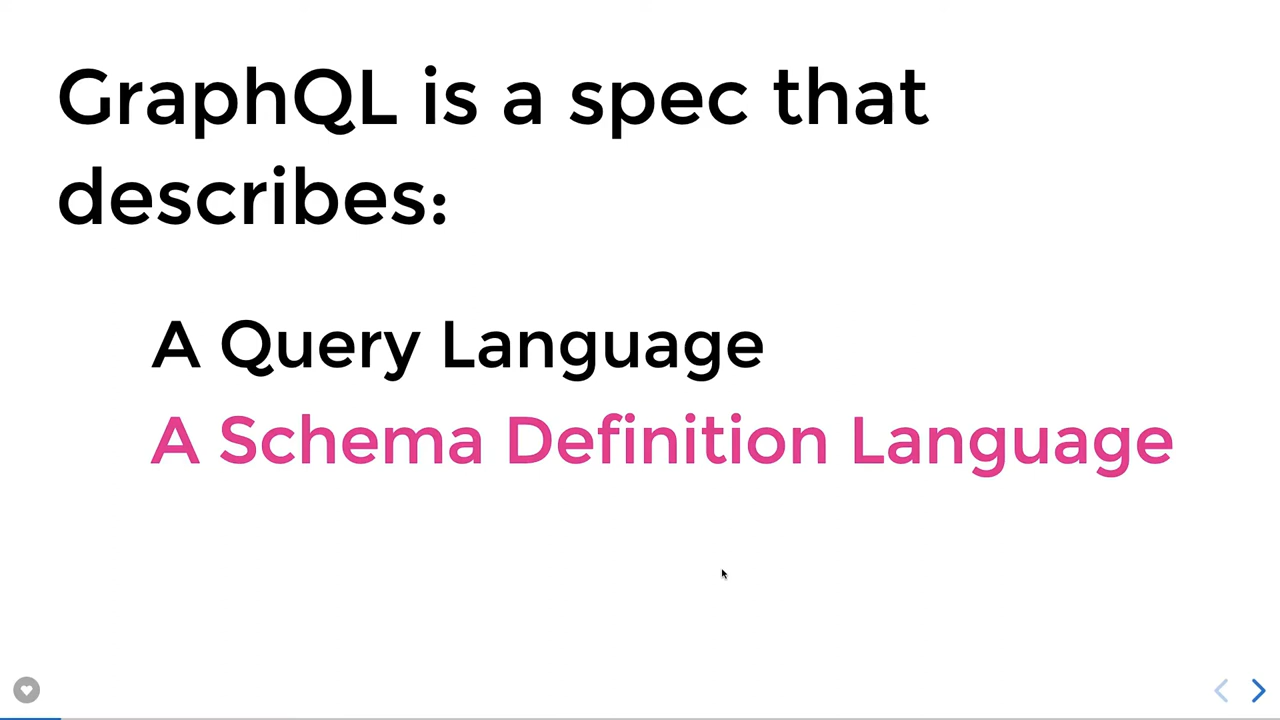 GraphQL is a spec that
describes:
A Query Language
A Schema Definition Language